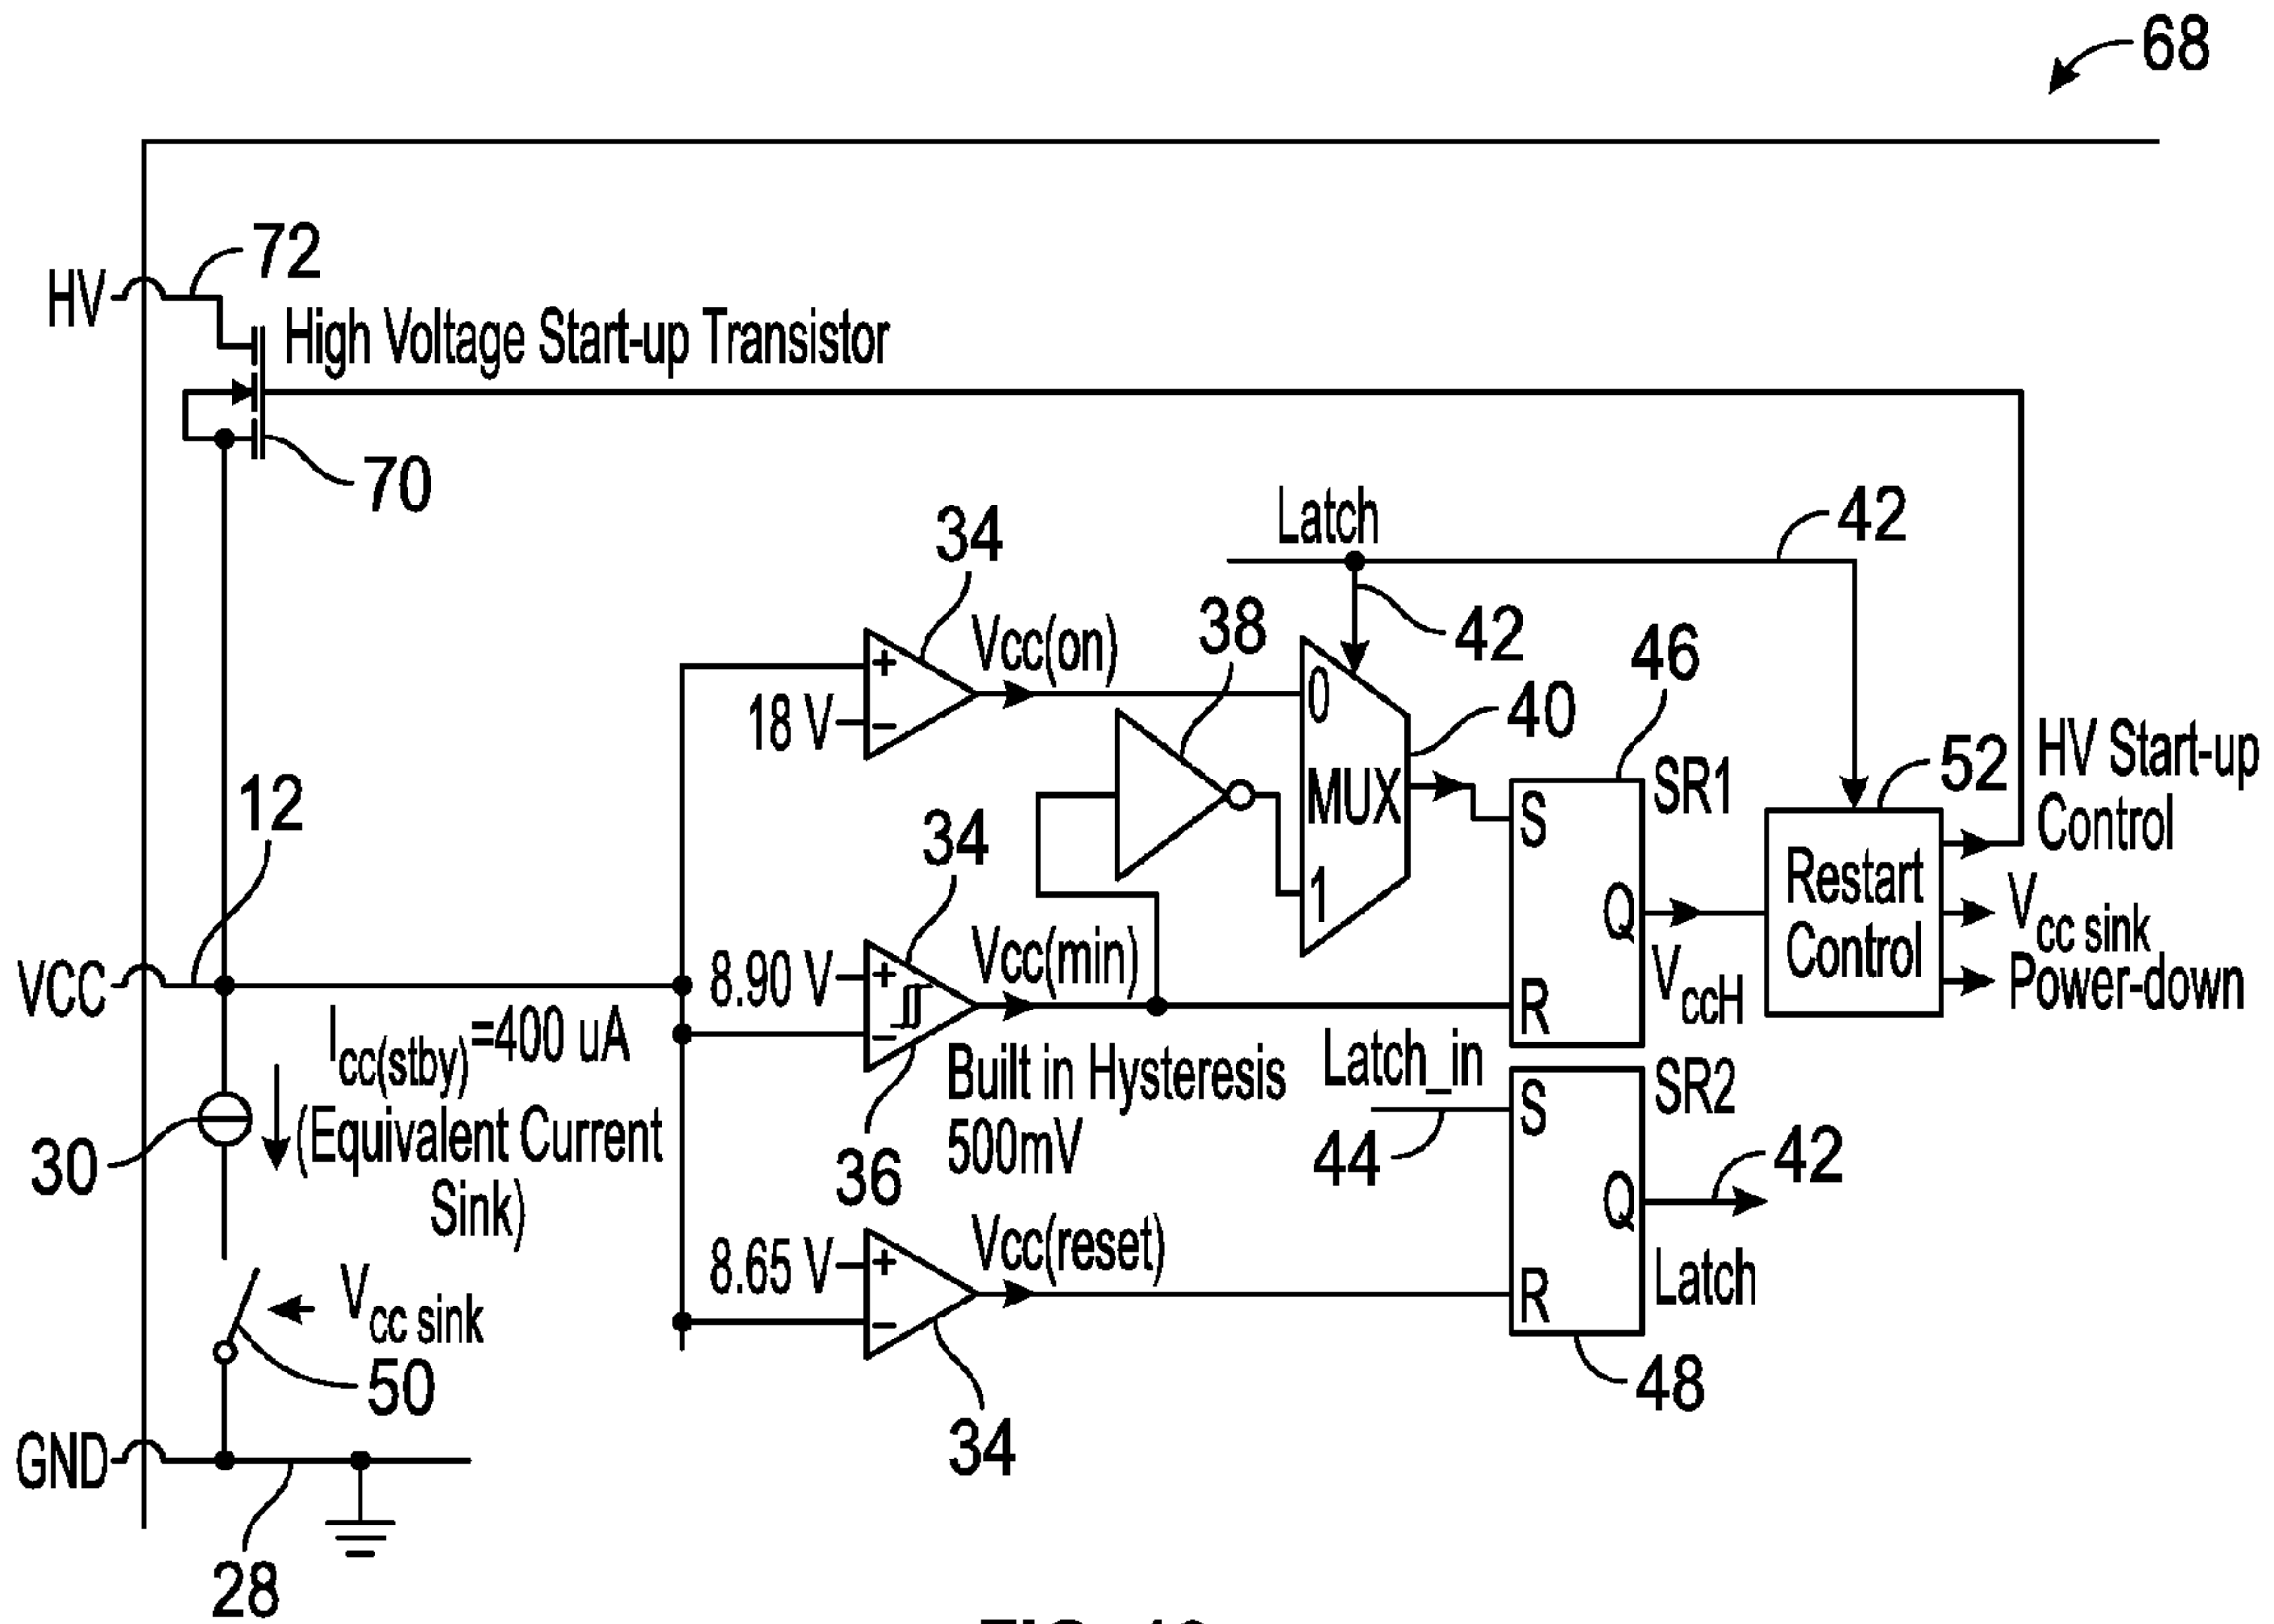 68
72
HV
High Voltage Start-up Transistor
70
Latch
42
34
Vcc(on)
38
42
46
+
18 V
−
0
40
MUX
SR1
52
HV Start-up
Control
12
34
S
1
Q
Restart
Control
Vcc sink
Power-down
VCC
8.90 V
+
−
Vcc(min)
R
VccH
Icc(stby)=400 uA
(Equivalent Current
Sink)
30
36
Built in Hysteresis
500mV
Latch_in
44
S
SR2
Q
42
Latch
8.65 V
+
−
Vcc(reset)
R
Vcc sink
50
34
48
GND
28